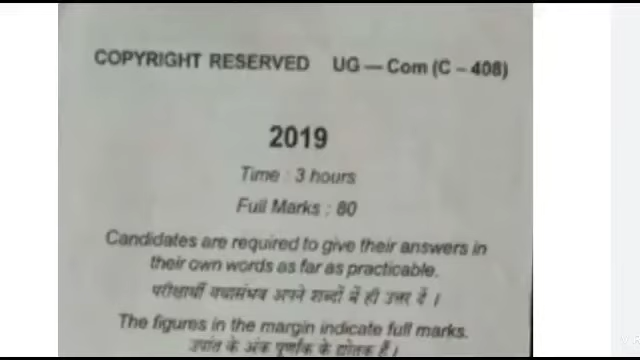 COPYRIGHT RESERVED UG — Com (C – 408)
2019
Time : 3 hours
Full Marks : 80
Candidates are required to give their answers in
their own words as far as practicable.
परीक्षार्थी यथासंभव अपने शब्दों में ही उत्तर दें ।
The figures in the margin indicate full marks.
उपांत के अंक पूर्णांक के द्योतक हैं।